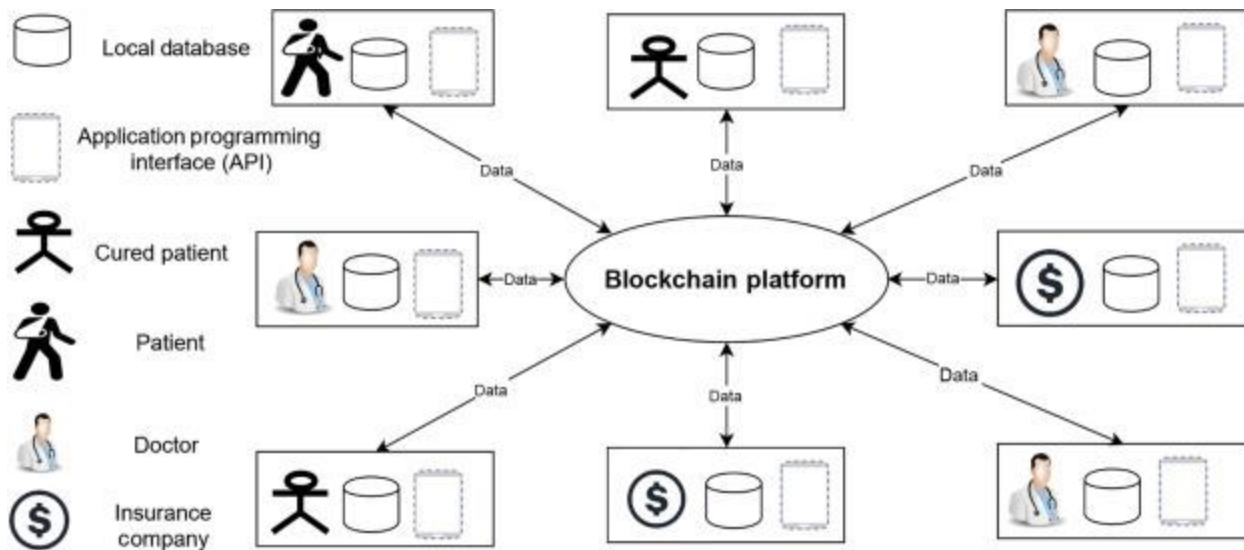 Local database
Application programming
interface (API)
Cured patient
Patient
Doctor
Insurance
company
Data
Data
Data
Data
Blockchain platform
Data
Data
Data
Data
$
$
$